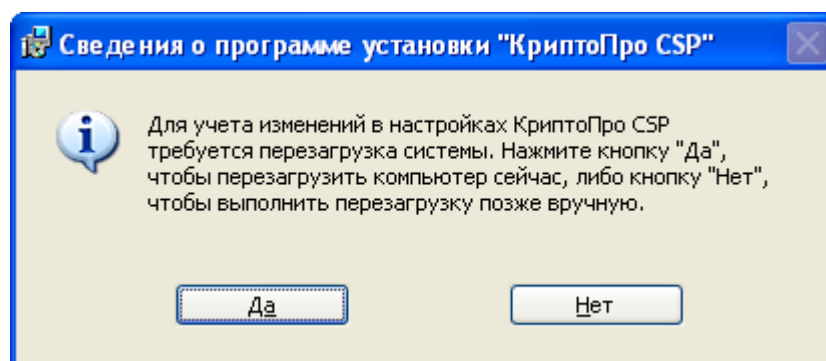 Сведения о программе установки "КриптоПро CSP"
Для учета изменений в настройках КриптоПро CSP
требуется перезагрузка системы. Нажмите кнопку "Да",
чтобы перезагрузить компьютер сейчас, либо кнопку "Нет",
чтобы выполнить перезагрузку позже вручную.
Да
Нет